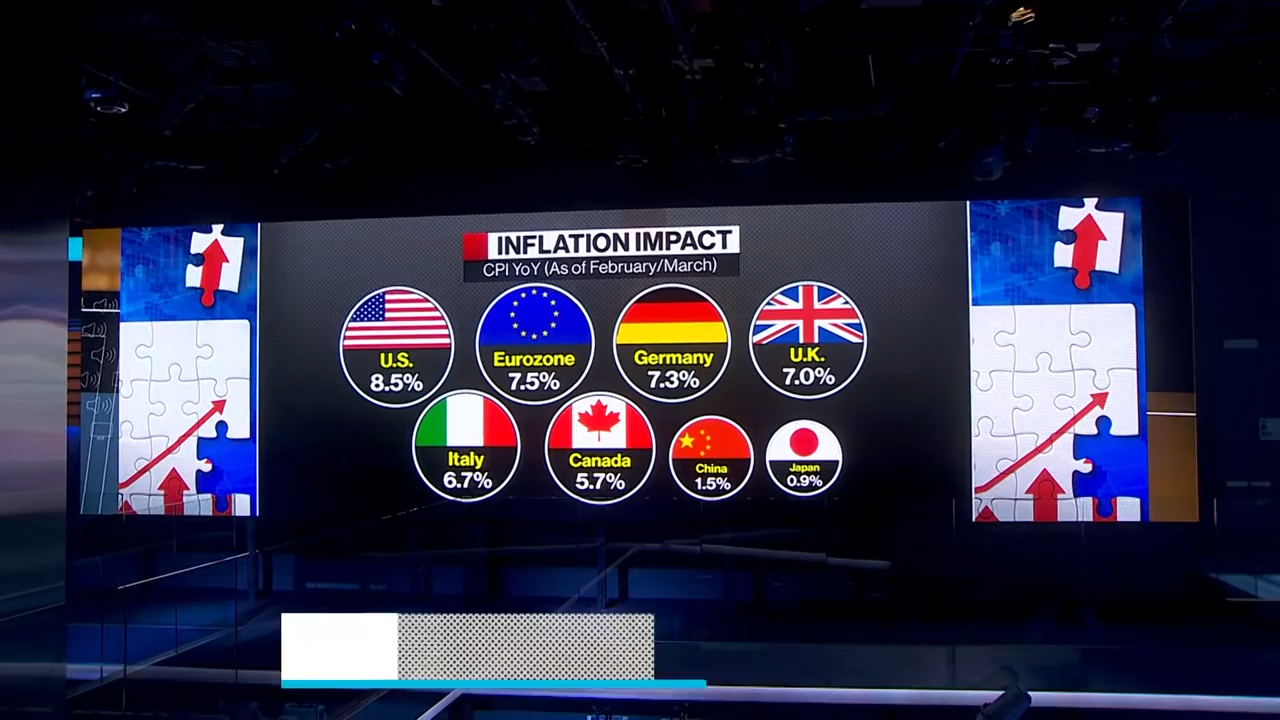 INFLATION IMPACT
CPI YoY (As of February/March)
U.S.
8.5%
Eurozone
7.5%
Germany
7.3%
U.K.
7.0%
Italy
6.7%
Canada
5.7%
China
1.5%
Japan
0.9%